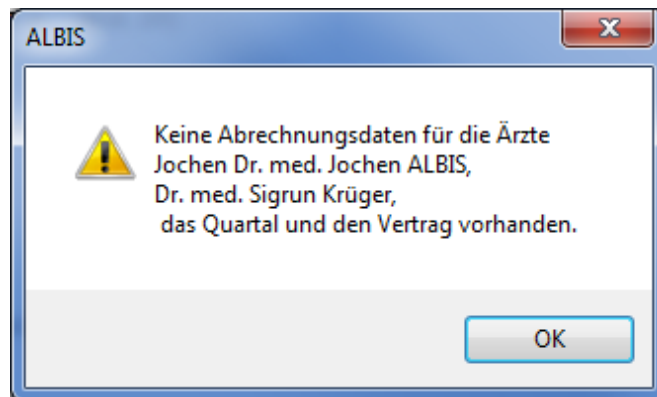 ALBIS
Keine Abrechnungsdaten für die Ärzte
Jochen Dr. med. Jochen ALBIS,
Dr. med. Sigrun Krüger,
das Quartal und den Vertrag vorhanden.
OK